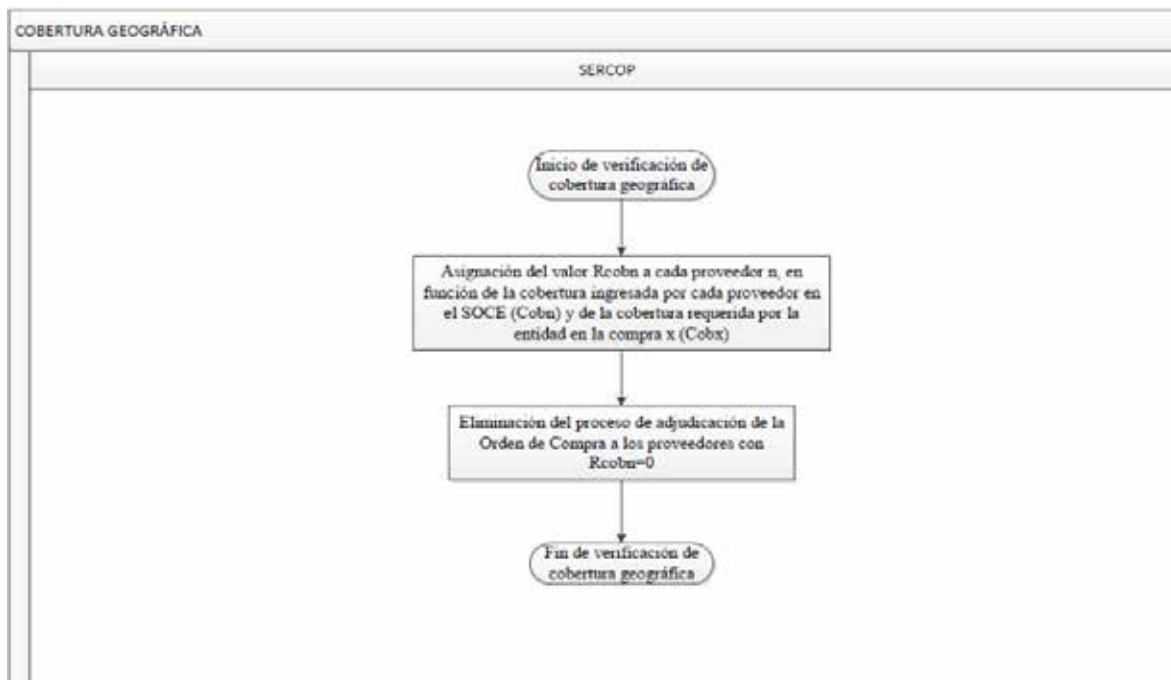 COBERTURA GEOGRÁFICA
SERCOP
Inicio de verificación de
cobertura geográfica
Asignación del valor Rcobn a cada proveedor n, en
función de la cobertura ingresada por cada proveedor en
el SOCE (Cobn) y de la cobertura requerida por la
entidad en la compra x (Cobx)
Eliminación del proceso de adjudicación de la
Orden de Compra a los proveedores con
Rcobn=0
Fin de verificación de
cobertura geográfica